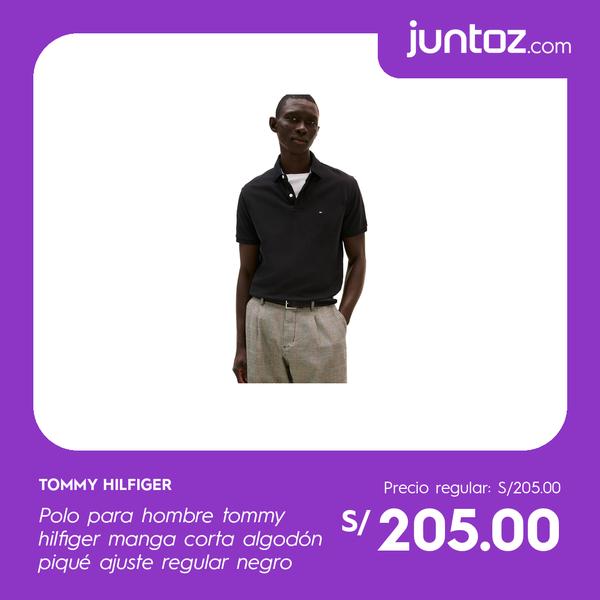 juntoz.com
TOMMY HILFIGER
Polo para hombre tommy
hilfiger manga corta algodón
piqué ajuste regular negro
Precio regular: S/205.00
S/ 205.00